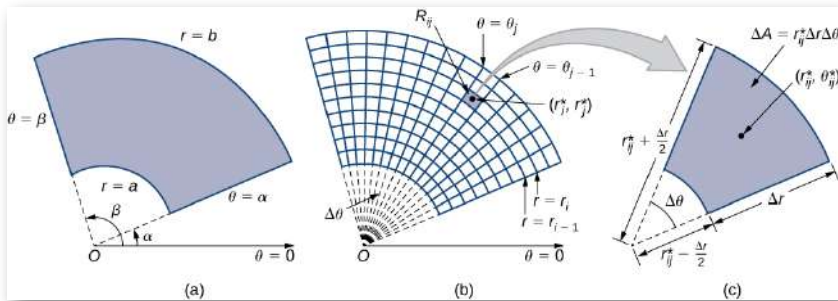 r = b
θ = β
r = a
θ = α
β
α
O
θ = 0
(a)
R_ij
θ = θ_j
θ = θ_{j−1}
(r*_j, r*_j)
Δθ
r = r_i
r = r_{i−1}
O
θ = 0
(b)
ΔA = r*_ij Δr Δθ
(r*_ij, θ*_ij)
r*_ij + Δr/2
Δθ
Δr
r*_ij − Δr/2
(c)